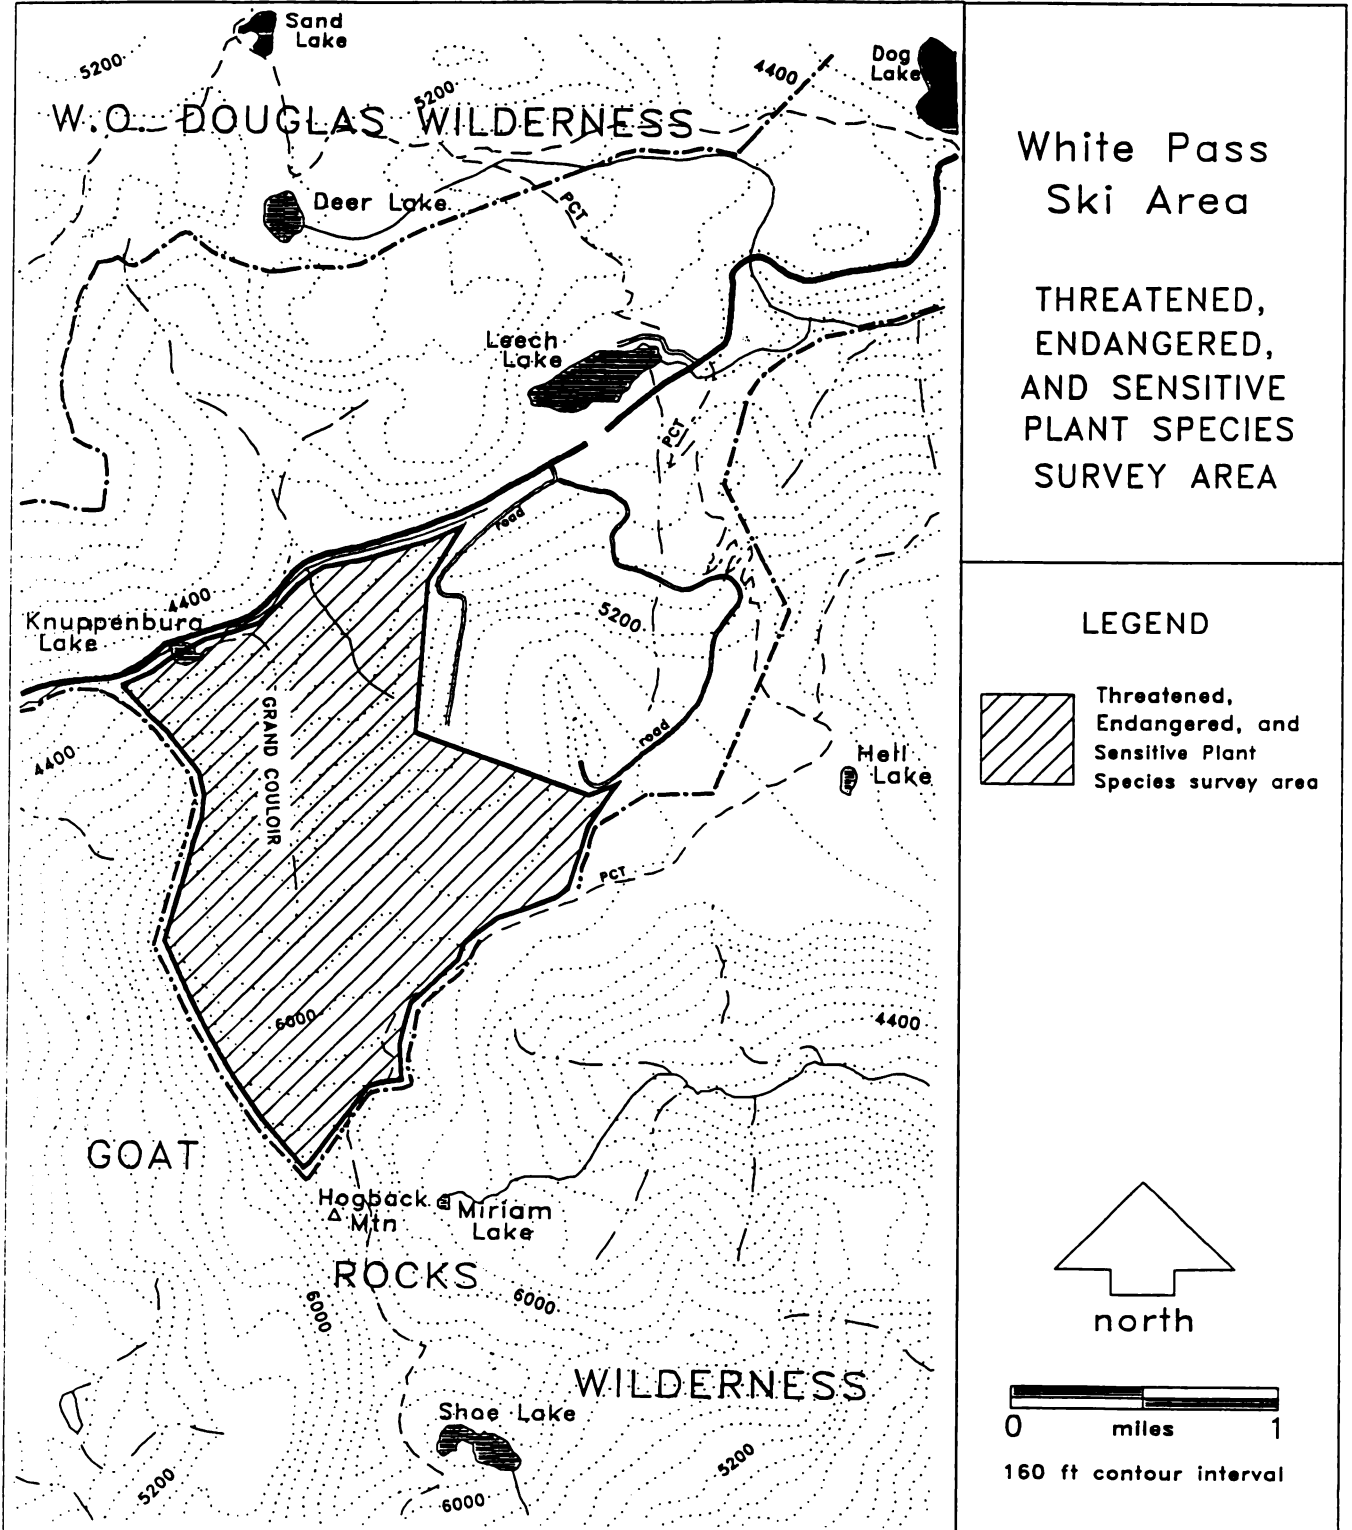 Sand
Lake
5200
5200
4400
Dog
Lake
W.O. DOUGLAS WILDERNESS
Deer Lake
PCT
Leech
Lake
PCT
road
4400
Knuppenburg
Lake
5200
GRAND COULOIR
4400
road
Hell
Lake
PCT
6000
4400
GOAT
Hogback
Mtn
Miriam
Lake
ROCKS
6000
6000
WILDERNESS
Shoe Lake
5200
6000
5200
White Pass
Ski Area
THREATENED,
ENDANGERED,
AND SENSITIVE
PLANT SPECIES
SURVEY AREA
LEGEND
Threatened,
Endangered, and
Sensitive Plant
Species survey area
north
0 miles 1
160 ft contour interval